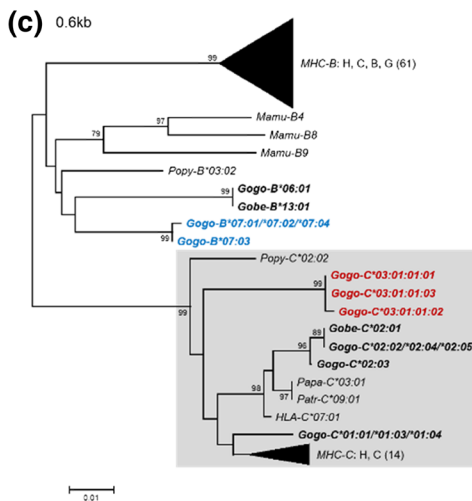 (c) 0.6kb
99
MHC-B: H, C, B, G (61)
Mamu-B4
97
Mamu-B8
79
Mamu-B9
Popy-B*03:02
Gogo-B*06:01
99
Gobe-B*13:01
Gogo-B*07:01/*07:02/*07:04
99
Gogo-B*07:03
Popy-C*02:02
Gogo-C*03:01:01:01
99
Gogo-C*03:01:01:03
99
Gogo-C*03:01:01:02
Gobe-C*02:01
89
Gogo-C*02:02/*02:04/*02:05
96
Gogo-C*02:03
Papa-C*03:01
98
97
Patr-C*09:01
HLA-C*07:01
Gogo-C*01:01/*01:03/*01:04
MHC-C: H, C (14)
0.01